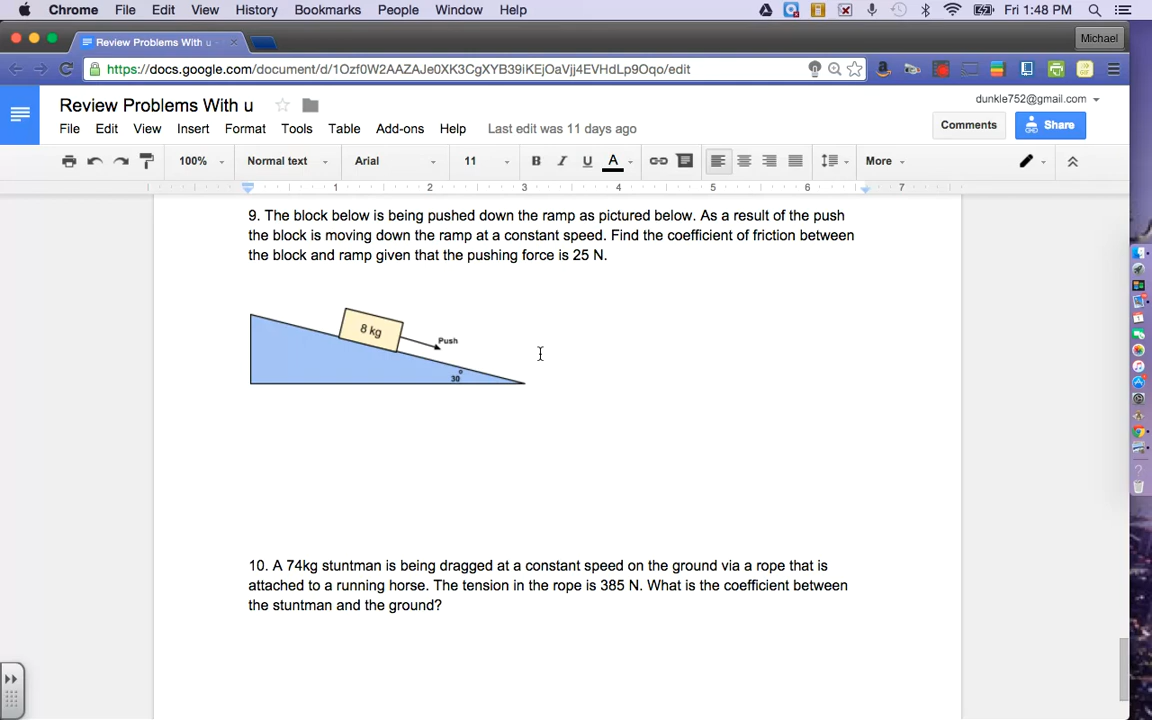 Chrome File Edit View History Bookmarks People Window Help Fri 1:48 PM
Review Problems With u
Michael
https://docs.google.com/document/d/1Ozf0W2AAZAJe0XK3CgXYB39iKEjOaVjj4EVHdLp9Oqo/edit
Review Problems With u
dunkle752@gmail.com
File Edit View Insert Format Tools Table Add-ons Help Last edit was 11 days ago
Comments Share
100% Normal text Arial 11 B I U A More
1 2 3 4 5 6 7
9. The block below is being pushed down the ramp as pictured below. As a result of the push
the block is moving down the ramp at a constant speed. Find the coefficient of friction between
the block and ramp given that the pushing force is 25 N.
8 kg
Push
30°
10. A 74kg stuntman is being dragged at a constant speed on the ground via a rope that is
attached to a running horse. The tension in the rope is 385 N. What is the coefficient between
the stuntman and the ground?